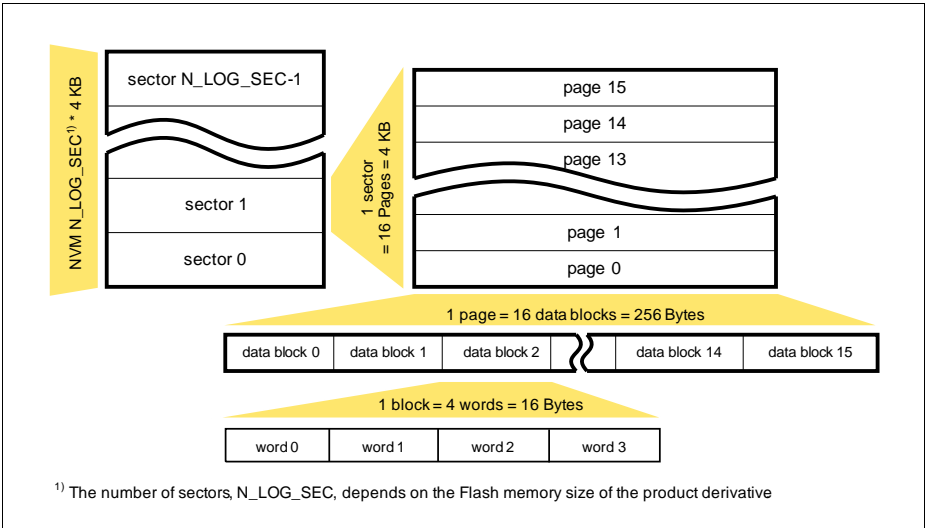 NVM N_LOG_SEC1) * 4 KB
sector N_LOG_SEC-1
sector 1
sector 0
1 sector
= 16 Pages = 4 KB
page 15
page 14
page 13
page 1
page 0
1 page = 16 data blocks = 256 Bytes
data block 0 data block 1 data block 2 data block 14 data block 15
1 block = 4 words = 16 Bytes
word 0 word 1 word 2 word 3
1) The number of sectors, N_LOG_SEC, depends on the Flash memory size of the product derivative